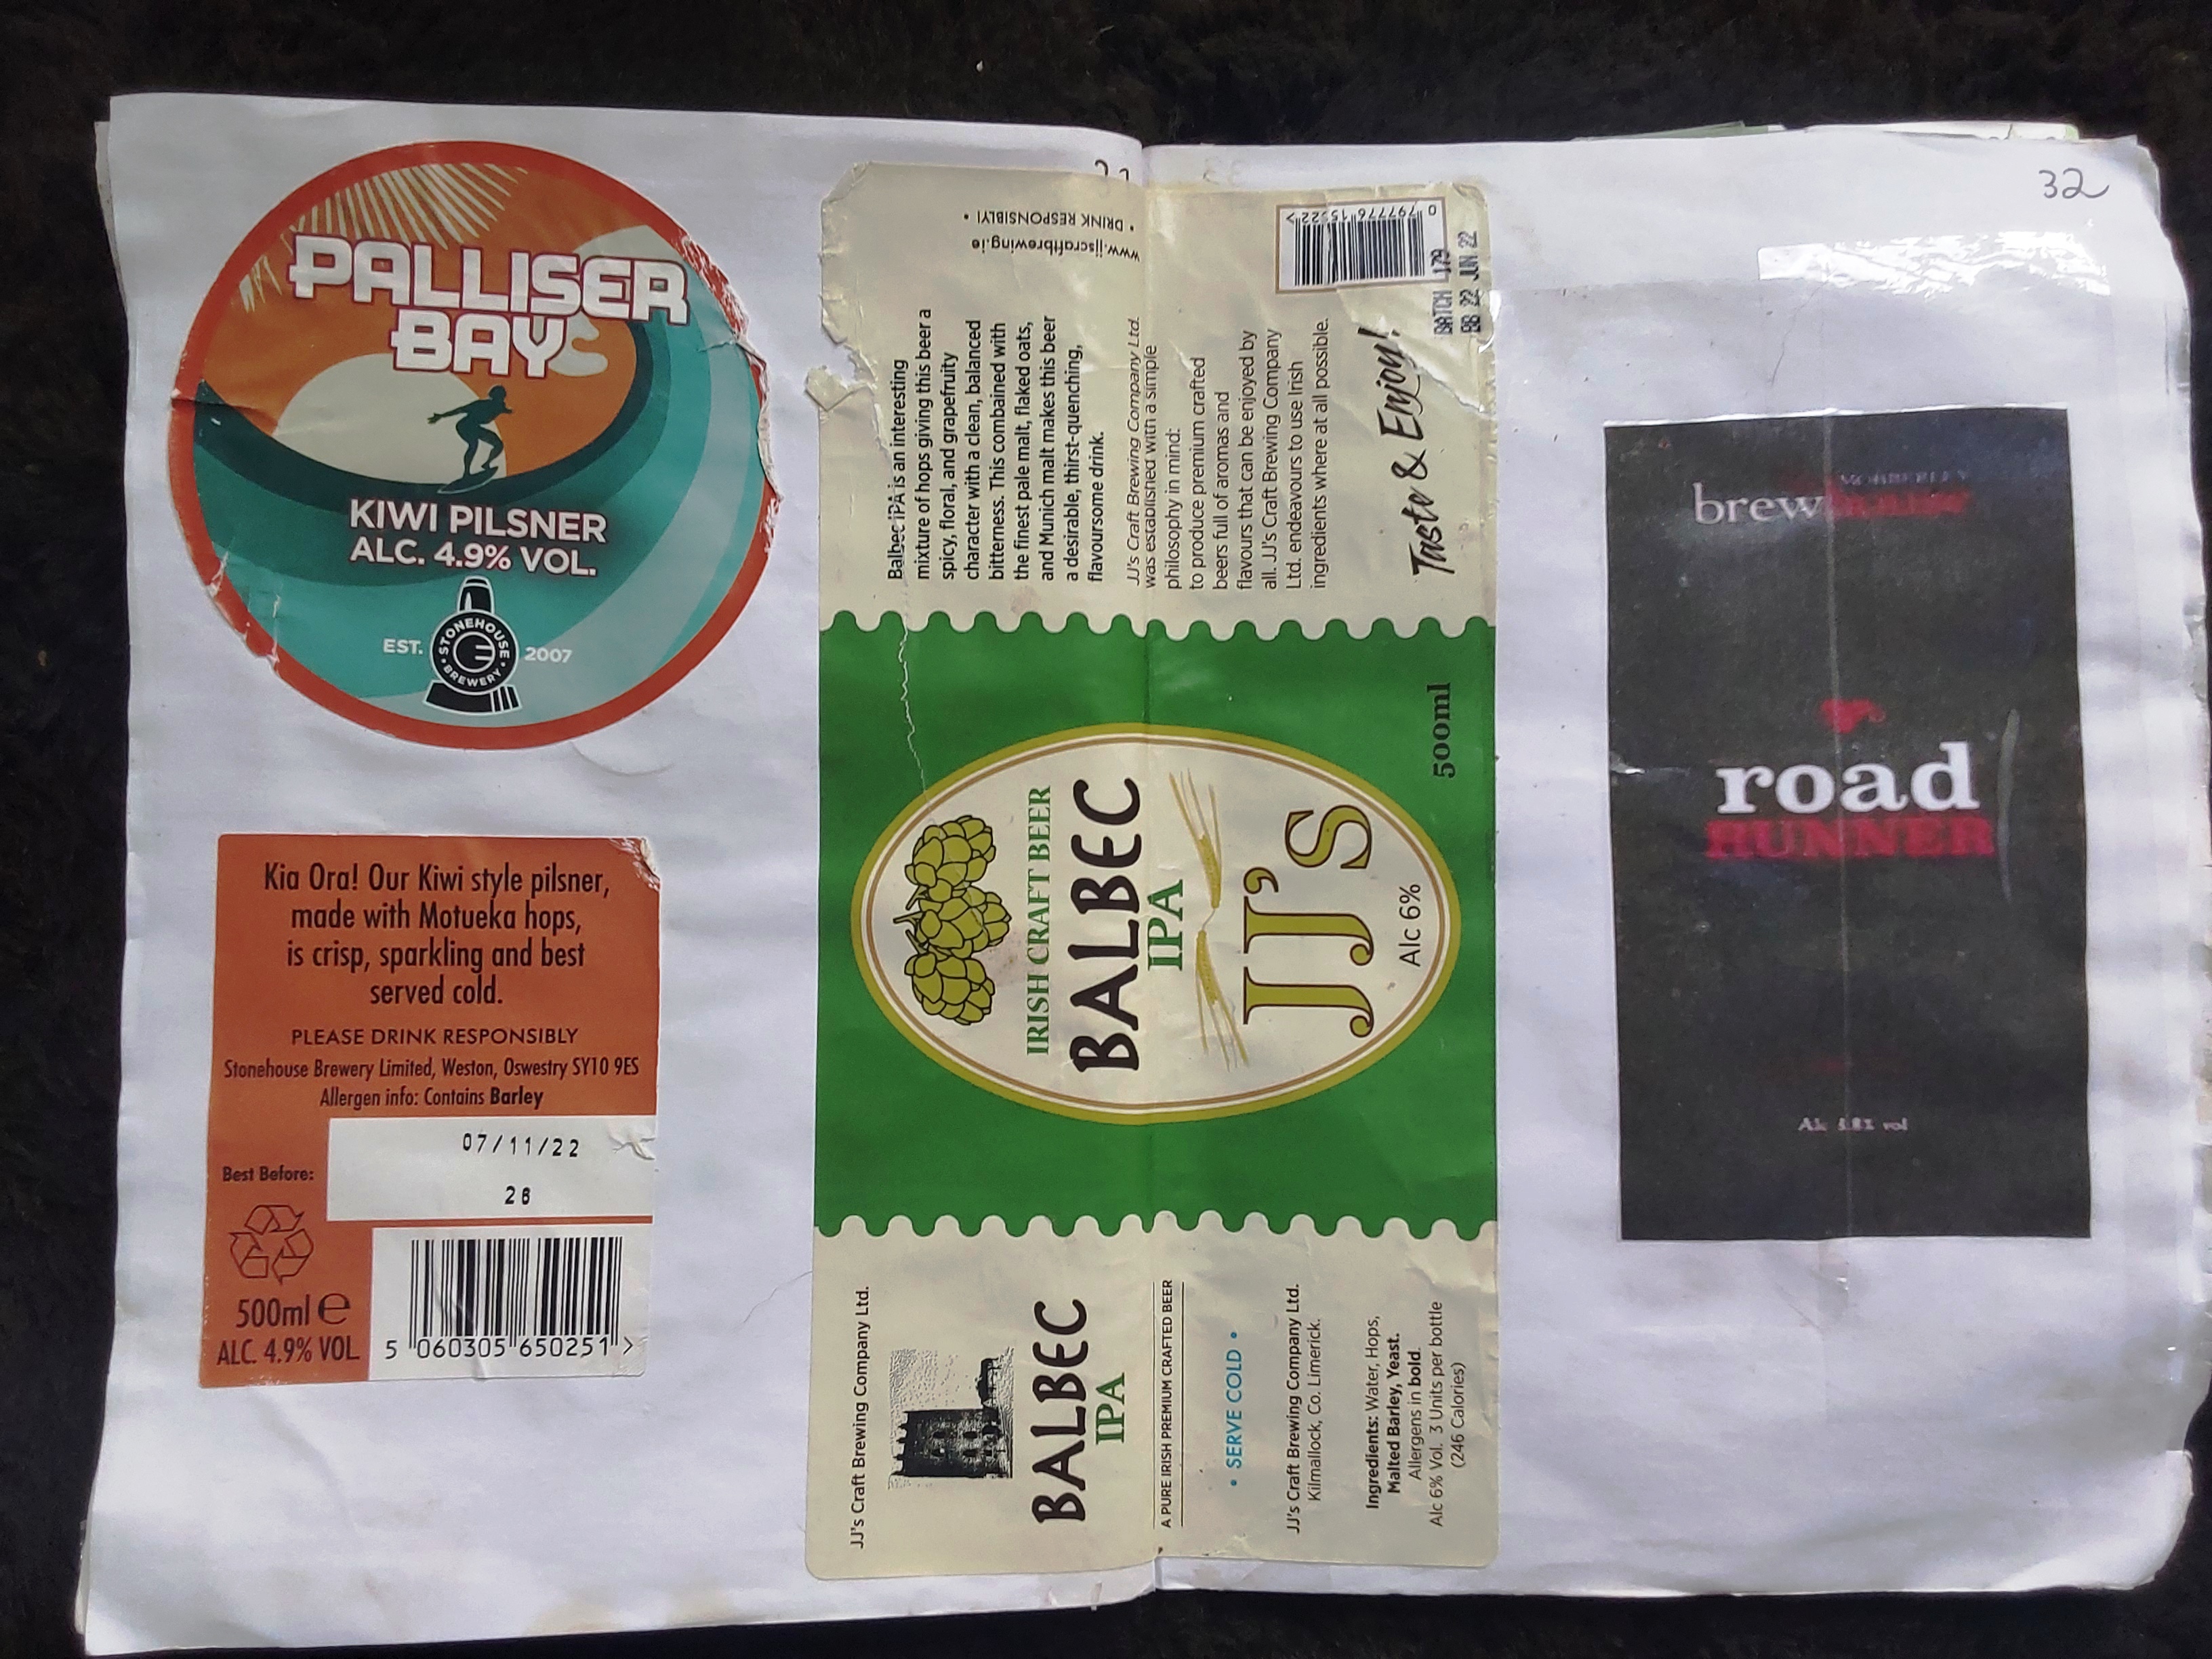 PALLISER
BAY
KIWI PILSNER
ALC. 4.9% VOL.
EST. STONEHOUSE BREWERY 2007
Kia Ora! Our Kiwi style pilsner,
made with Motueka hops,
is crisp, sparkling and best
served cold.
PLEASE DRINK RESPONSIBLY
Stonehouse Brewery Limited, Weston, Oswestry SY10 9ES
Allergen info: Contains Barley
07/11/22
Best Before:
28
500ml e
ALC. 4.9% VOL
5 060305 650251 >
• DRINK RESPONSIBLY! •
www.jjscraftbrewing.ie
Balbec IPA is an interesting
mixture of hops giving this beer a
spicy, floral, and grapefruity
character with a clean, balanced
bitterness. This combained with
the finest pale malt, flaked oats,
and Munich malt makes this beer
a desirable, thirst-quenching,
flavoursome drink.
JJ's Craft Brewing Company Ltd.
was established with a simple
philosophy in mind:
to produce premium crafted
beers full of aromas and
flavours that can be enjoyed by
all. JJ's Craft Brewing Company
Ltd. endeavours to use Irish
ingredients where at all possible.
Taste & Enjoy!
BATCH L179
BB 22 JUN 22
IRISH CRAFT BEER
BALBEC
IPA
JJ'S
Alc 6%
500ml
JJ's Craft Brewing Company Ltd.
BALBEC
IPA
A PURE IRISH PREMIUM CRAFTED BEER
• SERVE COLD •
JJ's Craft Brewing Company Ltd.
Kilmallock, Co. Limerick.
Ingredients: Water, Hops,
Malted Barley, Yeast.
Allergens in bold.
Alc 6% Vol. 3 Units per bottle
(246 Calories)
32
MOBBERLEY
brewhouse
road
RUNNER
Alc vol